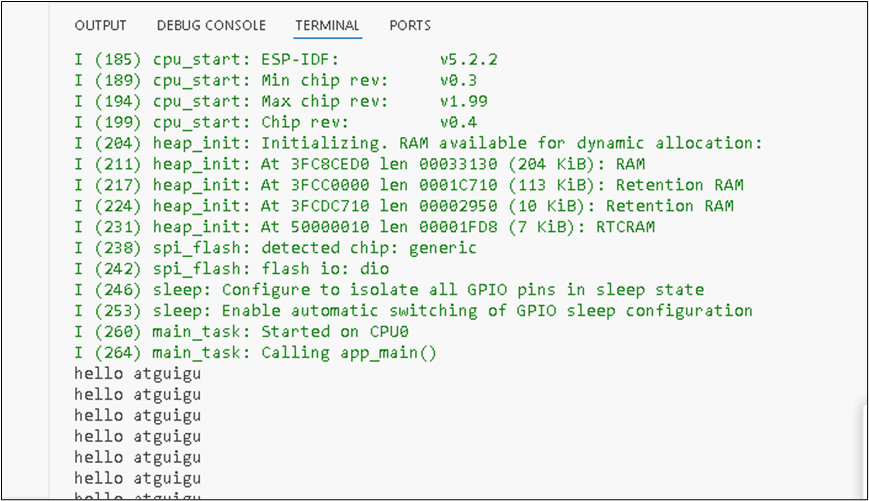 OUTPUT DEBUG CONSOLE TERMINAL PORTS
I (185) cpu_start: ESP-IDF: v5.2.2
I (189) cpu_start: Min chip rev: v0.3
I (194) cpu_start: Max chip rev: v1.99
I (199) cpu_start: Chip rev: v0.4
I (204) heap_init: Initializing. RAM available for dynamic allocation:
I (211) heap_init: At 3FC8CED0 len 00033130 (204 KiB): RAM
I (217) heap_init: At 3FCC0000 len 0001C710 (113 KiB): Retention RAM
I (224) heap_init: At 3FCDC710 len 00002950 (10 KiB): Retention RAM
I (231) heap_init: At 50000010 len 00001FD8 (7 KiB): RTCRAM
I (238) spi_flash: detected chip: generic
I (242) spi_flash: flash io: dio
I (246) sleep: Configure to isolate all GPIO pins in sleep state
I (253) sleep: Enable automatic switching of GPIO sleep configuration
I (260) main_task: Started on CPU0
I (264) main_task: Calling app_main()
hello atguigu
hello atguigu
hello atguigu
hello atguigu
hello atguigu
hello atguigu
hello atguigu